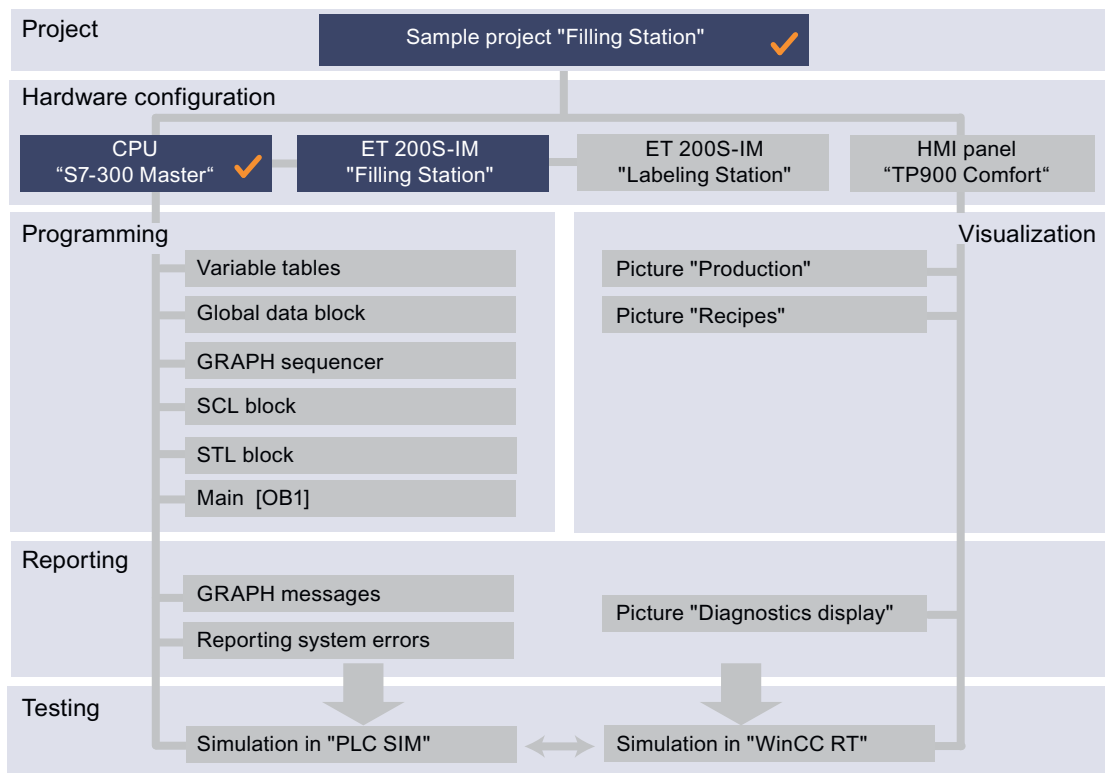 Project
Sample project "Filling Station"
Hardware configuration
CPU
“S7-300 Master“
ET 200S-IM
"Filling Station"
ET 200S-IM
"Labeling Station"
HMI panel
“TP900 Comfort“
Programming
Variable tables
Global data block
GRAPH sequencer
SCL block
STL block
Main [OB1]
Visualization
Picture "Production"
Picture "Recipes"
Reporting
GRAPH messages
Reporting system errors
Picture "Diagnostics display"
Testing
Simulation in "PLC SIM"
Simulation in "WinCC RT"